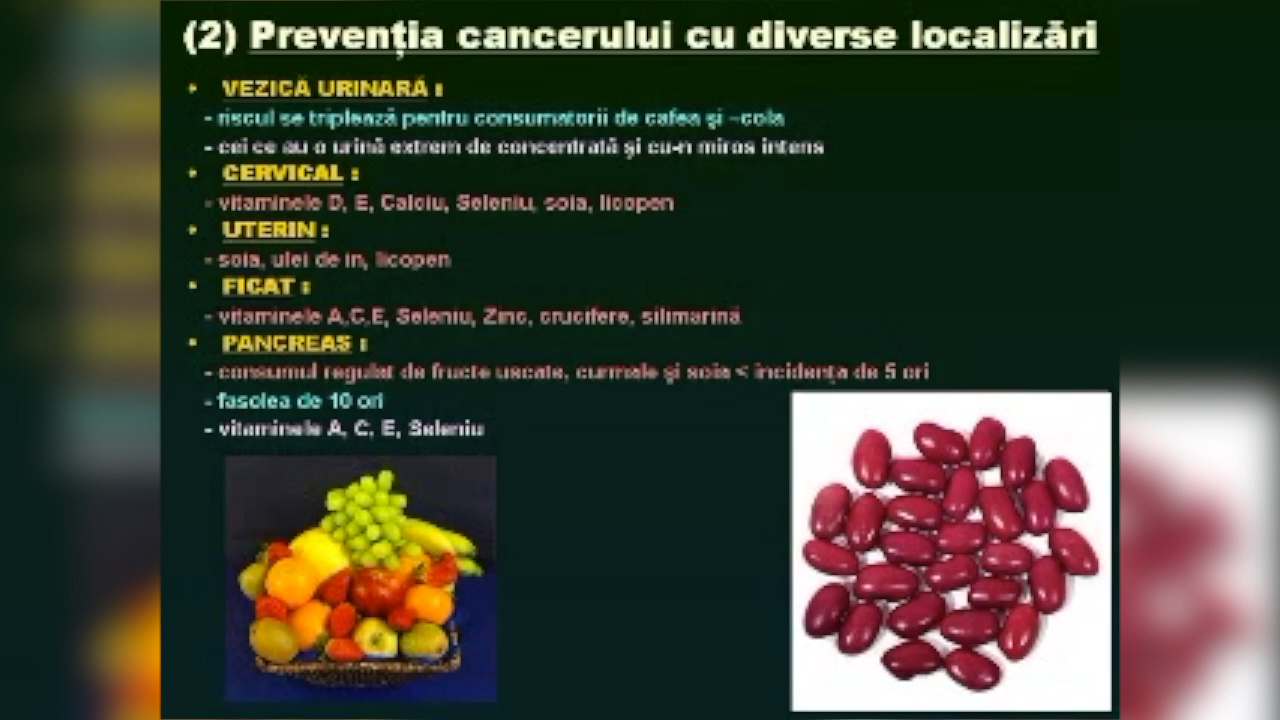 (2) Prevenția cancerului cu diverse localizări
• VEZICĂ URINARĂ :
- riscul se triplează pentru consumatorii de cafea și –cola
- cei ce au o urină extrem de concentrată și cu-n miros intens
• CERVICAL :
- vitaminele D, E, Calciu, Seleniu, soia, licopen
• UTERIN :
- soia, ulei de in, licopen
• FICAT :
- vitaminele A,C,E, Seleniu, Zinc, crucifere, silimarină
• PANCREAS :
- consumul regulat de fructe uscate, curmale și soia < incidența de 5 ori
- fasolea de 10 ori
- vitaminele A, C, E, Seleniu